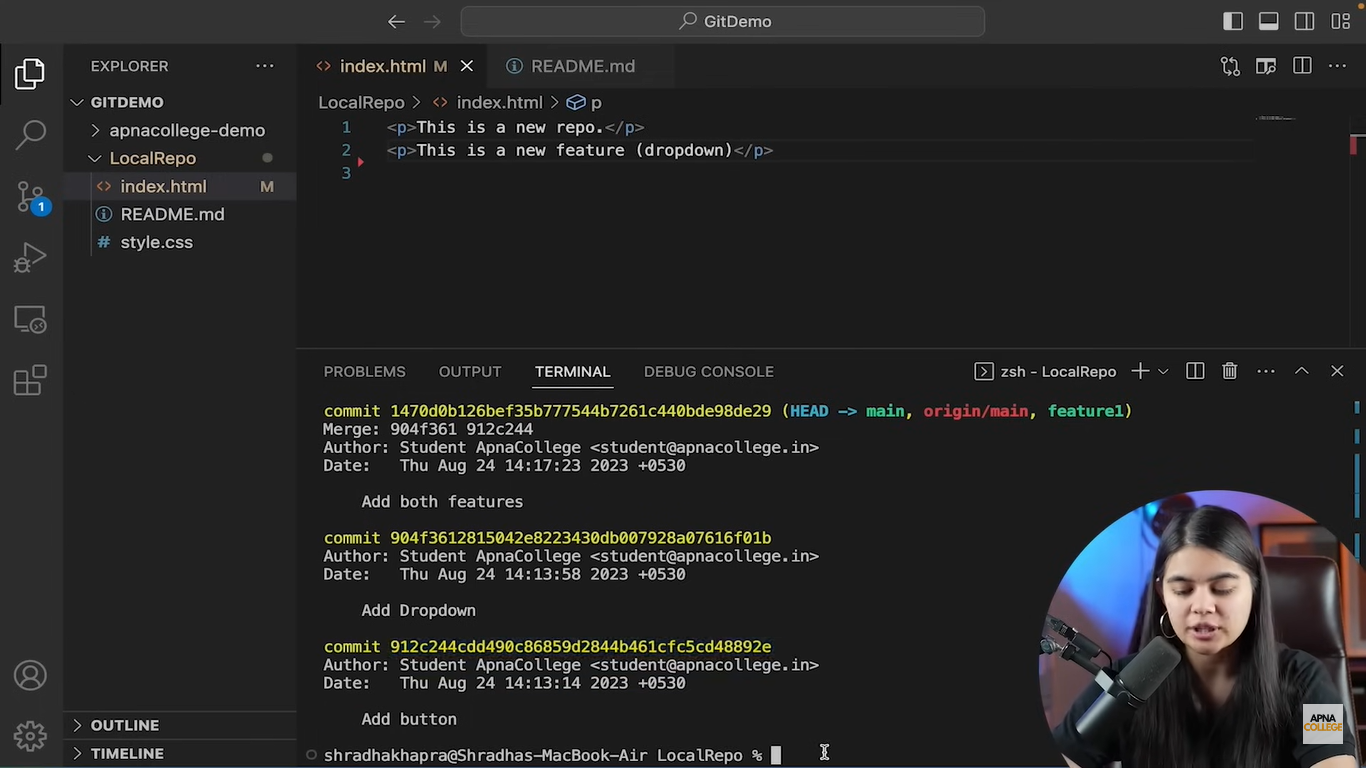 GitDemo
EXPLORER
index.html M
README.md
GITDEMO
apnacollege-demo
LocalRepo
index.html M
README.md
style.css
1
LocalRepo > index.html > p
1 <p>This is a new repo.</p>
2 <p>This is a new feature (dropdown)</p>
3
PROBLEMS OUTPUT TERMINAL DEBUG CONSOLE
zsh - LocalRepo
commit 1470d0b126bef35b777544b7261c440bde98de29 (HEAD -> main, origin/main, feature1)
Merge: 904f361 912c244
Author: Student ApnaCollege <student@apnacollege.in>
Date:   Thu Aug 24 14:17:23 2023 +0530
Add both features
commit 904f3612815042e8223430db007928a07616f01b
Author: Student ApnaCollege <student@apnacollege.in>
Date:   Thu Aug 24 14:13:58 2023 +0530
Add Dropdown
commit 912c244cdd490c86859d2844b461cfc5cd48892e
Author: Student ApnaCollege <student@apnacollege.in>
Date:   Thu Aug 24 14:13:14 2023 +0530
Add button
shradhakhapra@Shradhas-MacBook-Air LocalRepo %
OUTLINE
TIMELINE
APNA
COLLEGE